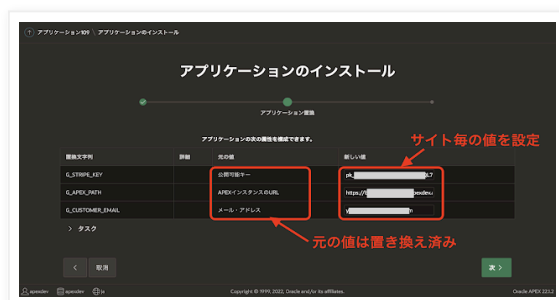 アプリケーション109 \ アプリケーションのインストール
アプリケーションのインストール
アプリケーション置換
アプリケーションの次の属性を構成できます。
サイト毎の値を設定
置換文字列 詳細 元の値 新しい値
G_STRIPE_KEY 公開可能キー pk_
G_APEX_PATH APEXインスタンスのURL https://
G_CUSTOMER_EMAIL メール・アドレス y
> タスク
元の値は置き換え済み
< 取消 次 >
apexdev apexdev ja Copyright © 1999, 2022, Oracle and/or its affiliates. Oracle APEX 22.1.2